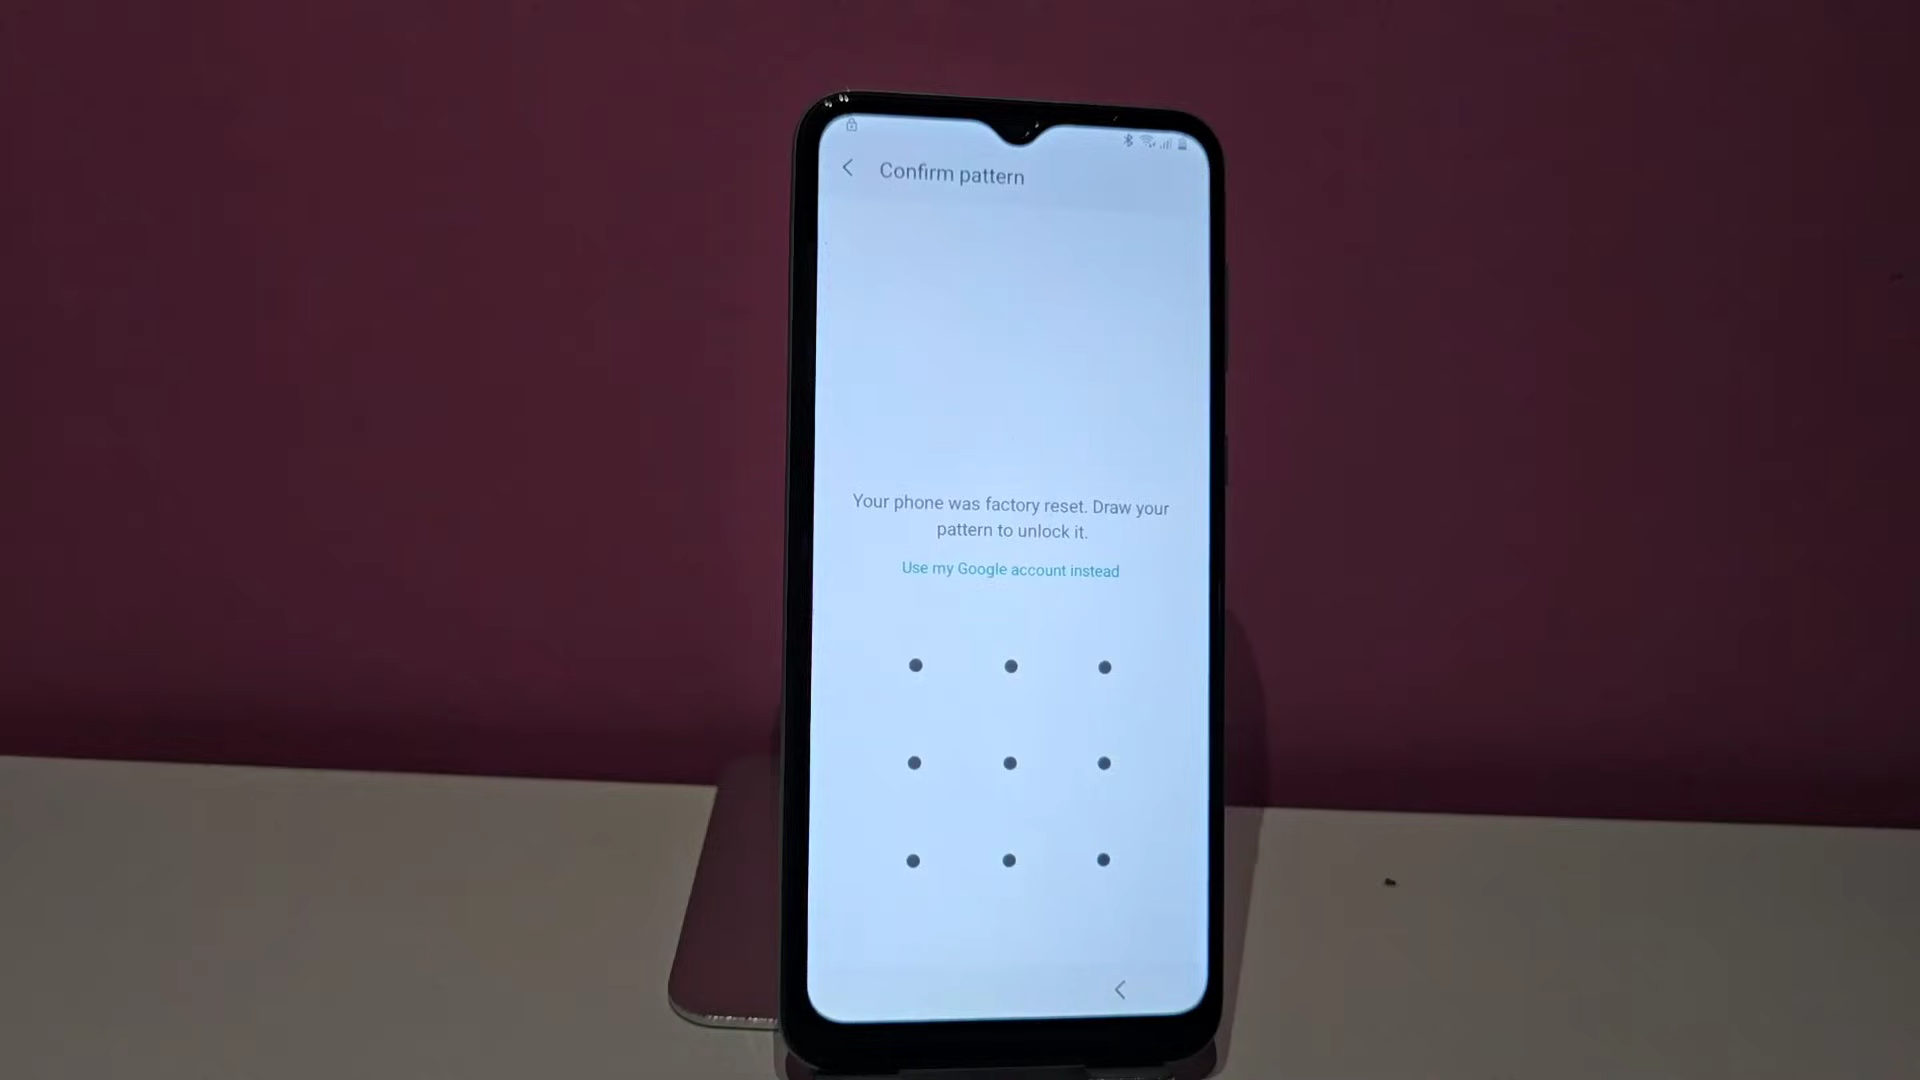 Confirm pattern
Your phone was factory reset. Draw your
pattern to unlock it.
Use my Google account instead